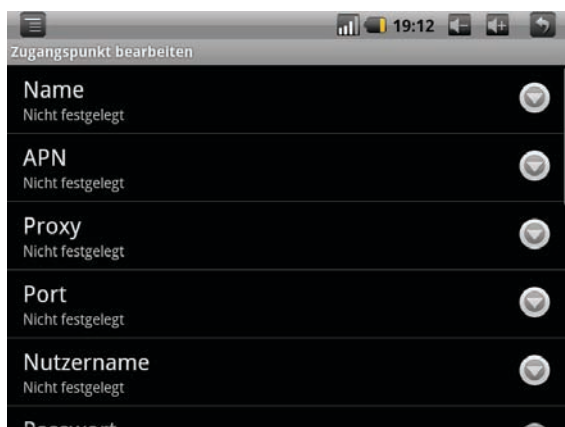 19:12
Zugangspunkt bearbeiten
Name
Nicht festgelegt
APN
Nicht festgelegt
Proxy
Nicht festgelegt
Port
Nicht festgelegt
Nutzername
Nicht festgelegt
Passwort